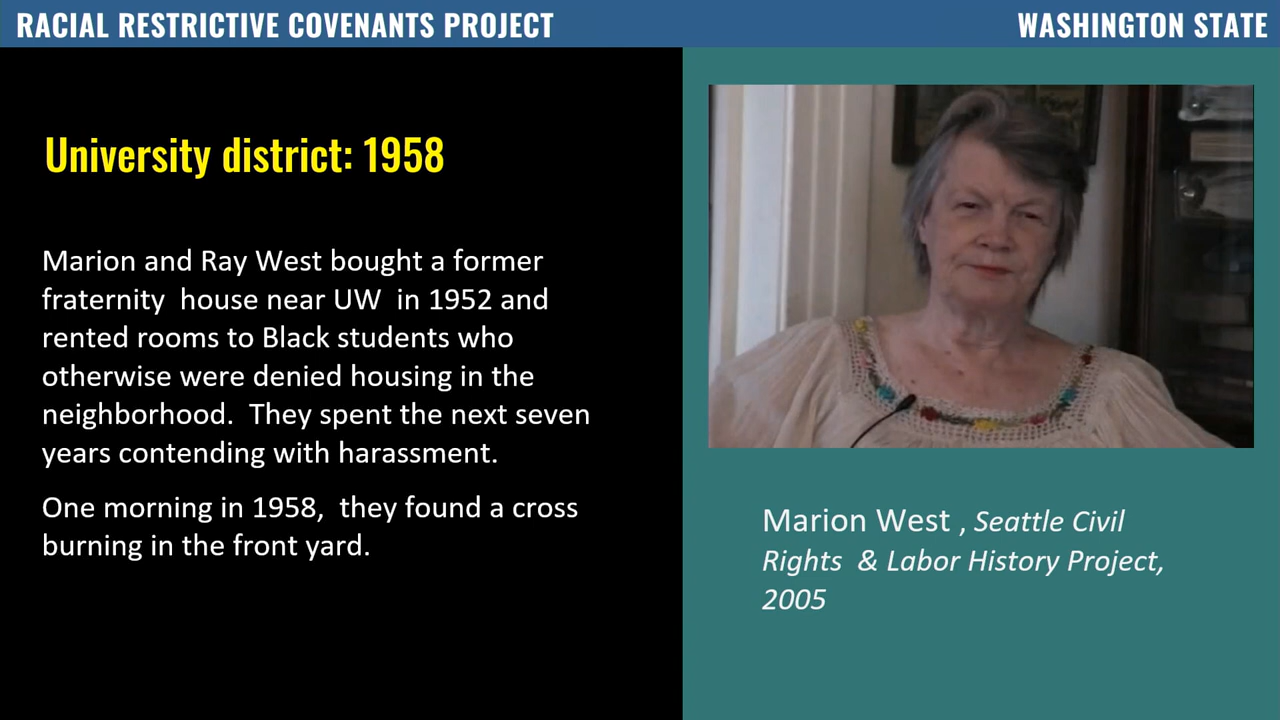 RACIAL RESTRICTIVE COVENANTS PROJECT
WASHINGTON STATE
University district: 1958
Marion and Ray West bought a former
fraternity house near UW in 1952 and
rented rooms to Black students who
otherwise were denied housing in the
neighborhood. They spent the next seven
years contending with harassment.
One morning in 1958, they found a cross
burning in the front yard.
Marion West , Seattle Civil
Rights & Labor History Project,
2005